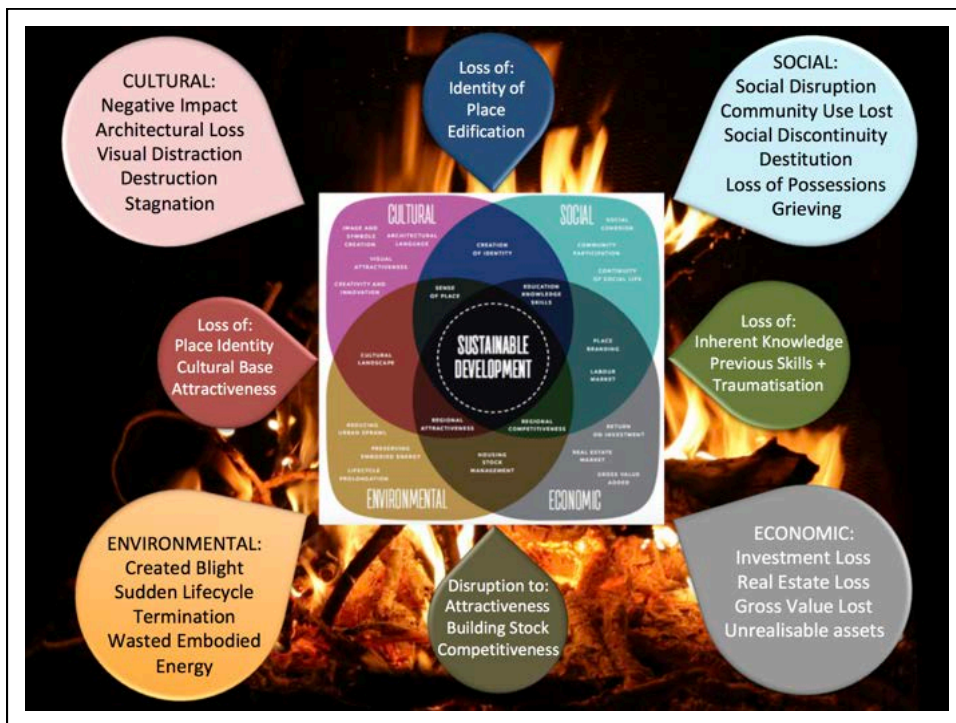 CULTURAL:
Negative Impact
Architectural Loss
Visual Distraction
Destruction
Stagnation
Loss of:
Identity of
Place
Edification
SOCIAL:
Social Disruption
Community Use Lost
Social Discontinuity
Destitution
Loss of Possessions
Grieving
Loss of:
Place Identity
Cultural Base
Attractiveness
CULTURAL
IMAGE AND
SYMBOLS
CREATION
ARCHITECTURAL
LANGUAGE
VISUAL
ATTRACTIVENESS
CREATIVITY AND
INNOVATION
CREATION
OF IDENTITY
SOCIAL
SOCIAL
COHESION
COMMUNITY
PARTICIPATION
CONTINUITY
OF SOCIAL LIFE
SENSE
OF PLACE
EDUCATION
KNOWLEDGE
SKILLS
CULTURAL
LANDSCAPE
SUSTAINABLE
DEVELOPMENT
PLACE
BRANDING
LABOUR
MARKET
REGIONAL
ATTRACTIVENESS
REGIONAL
COMPETITIVENESS
REDUCING
URBAN SPRAWL
PRESERVING
EMBODIED ENERGY
LIFECYCLE
PROLONGATION
HOUSING
STOCK
MANAGEMENT
RETURN
ON INVESTMENT
REAL ESTATE
MARKET
GROSS VALUE
ADDED
ENVIRONMENTAL
ECONOMIC
Loss of:
Inherent Knowledge
Previous Skills +
Traumatisation
ENVIRONMENTAL:
Created Blight
Sudden Lifecycle
Termination
Wasted Embodied
Energy
Disruption to:
Attractiveness
Building Stock
Competitiveness
ECONOMIC:
Investment Loss
Real Estate Loss
Gross Value Lost
Unrealisable assets